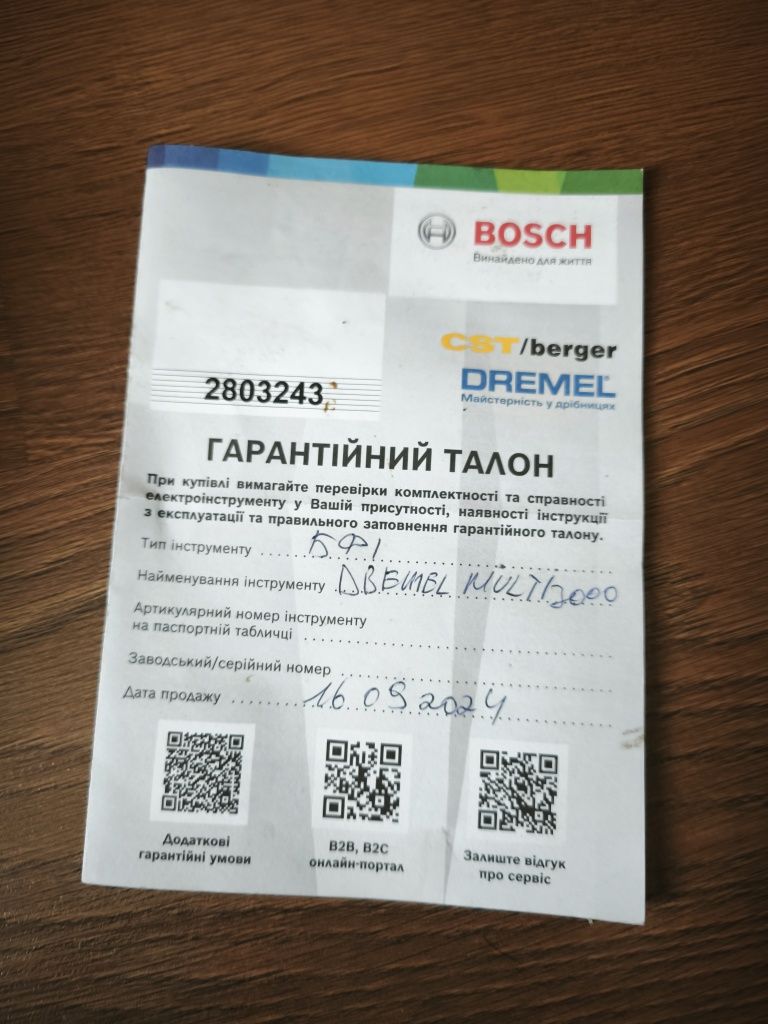 BOSCH
Винайдено для життя
CST/berger
DREMEL
Майстерність у дрібницях
2803243
ГАРАНТІЙНИЙ ТАЛОН
При купівлі вимагайте перевірки комплектності та справності
електроінструменту у Вашій присутності, наявності інструкції
з експлуатації та правильного заповнення гарантійного талону.
Тип інструменту
Найменування інструменту DREMEL MULTI 3000
Артикулярний номер інструменту
на паспортній табличці
Заводський/серійний номер
Дата продажу 16 09 2024
Додаткові
гарантійні умови
B2B, B2C
онлайн-портал
Залиште відгук
про сервіс